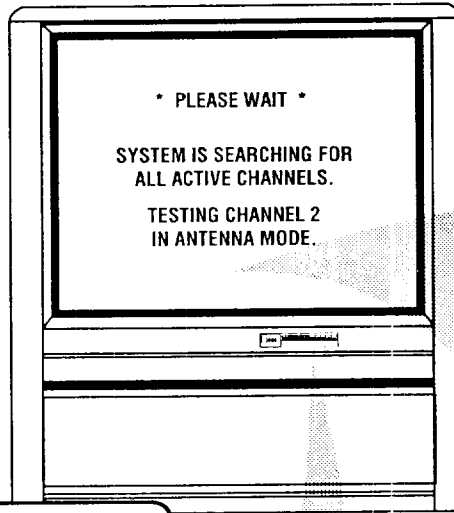 * PLEASE WAIT *
SYSTEM IS SEARCHING FOR
ALL ACTIVE CHANNELS.
TESTING CHANNEL 2
IN ANTENNA MODE.